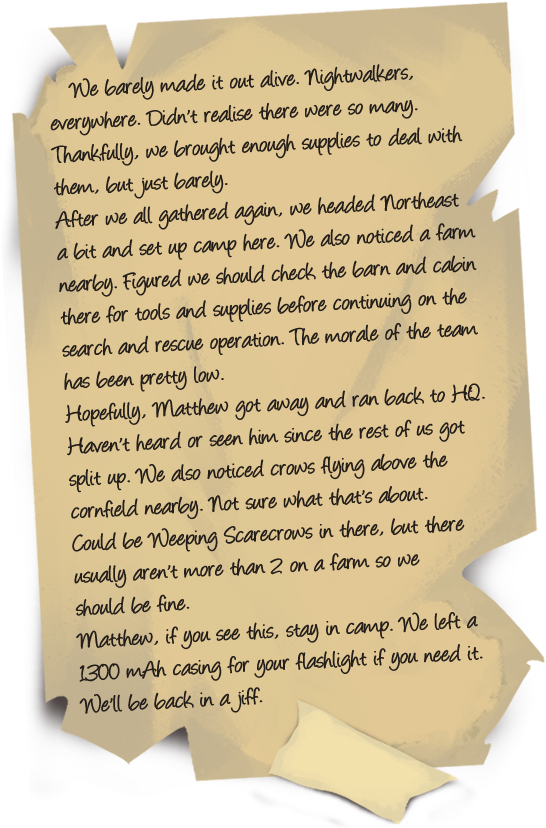 We barely made it out alive. Nightwalkers,
everywhere. Didn't realise there were so many.
Thankfully, we brought enough supplies to deal with
them, but just barely.
After we all gathered again, we headed Northeast
a bit and set up camp here. We also noticed a farm
nearby. Figured we should check the barn and cabin
there for tools and supplies before continuing on the
search and rescue operation. The morale of the team
has been pretty low.
Hopefully, Matthew got away and ran back to HQ.
Haven't heard or seen him since the rest of us got
split up. We also noticed crows flying above the
cornfield nearby. Not sure what that's about.
Could be Weeping Scarecrows in there, but there
usually aren't more than 2 on a farm so we
should be fine.
Matthew, if you see this, stay in camp. We left a
1300 mAh casing for your flashlight if you need it.
We'll be back in a jiff.